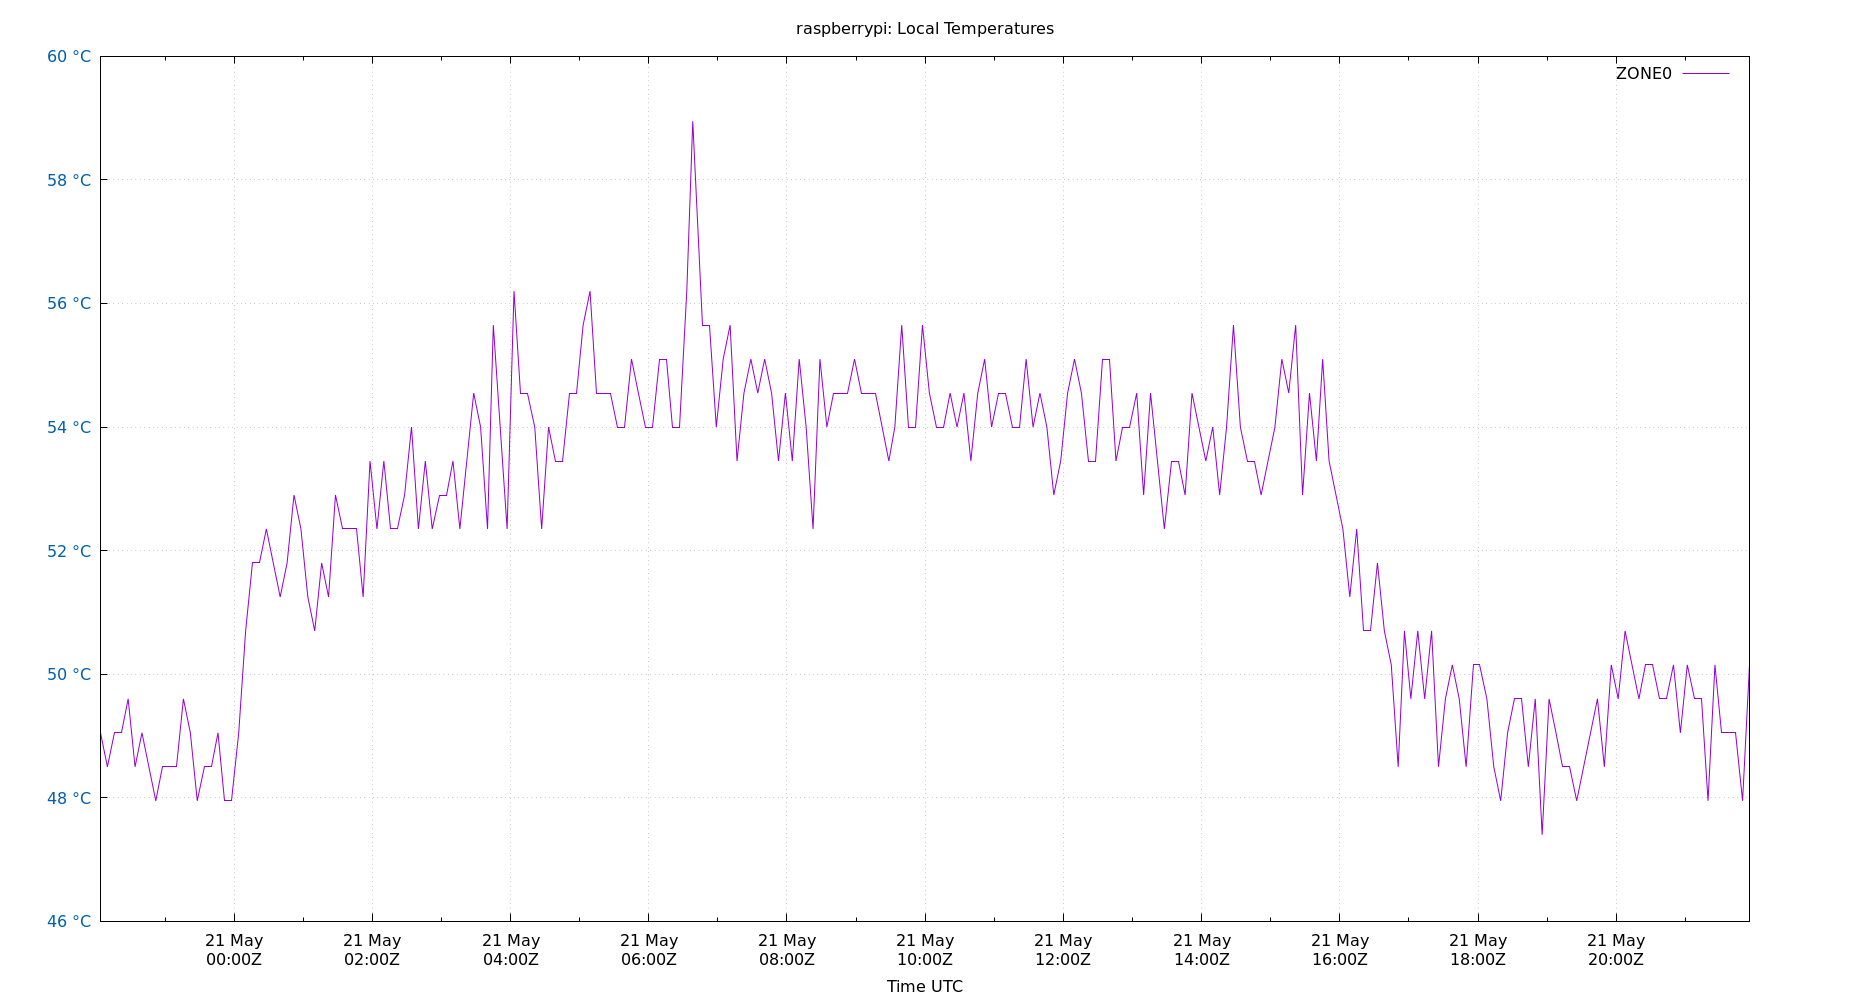 raspberrypi: Local Temperatures
60 °C
ZONE0
58 °C
56 °C
54 °C
52 °C
50 °C
48 °C
46 °C
21 May 21 May 21 May 21 May 21 May 21 May 21 May 21 May 21 May 21 May 21 May
00:00Z 02:00Z 04:00Z 06:00Z 08:00Z 10:00Z 12:00Z 14:00Z 16:00Z 18:00Z 20:00Z
Time UTC